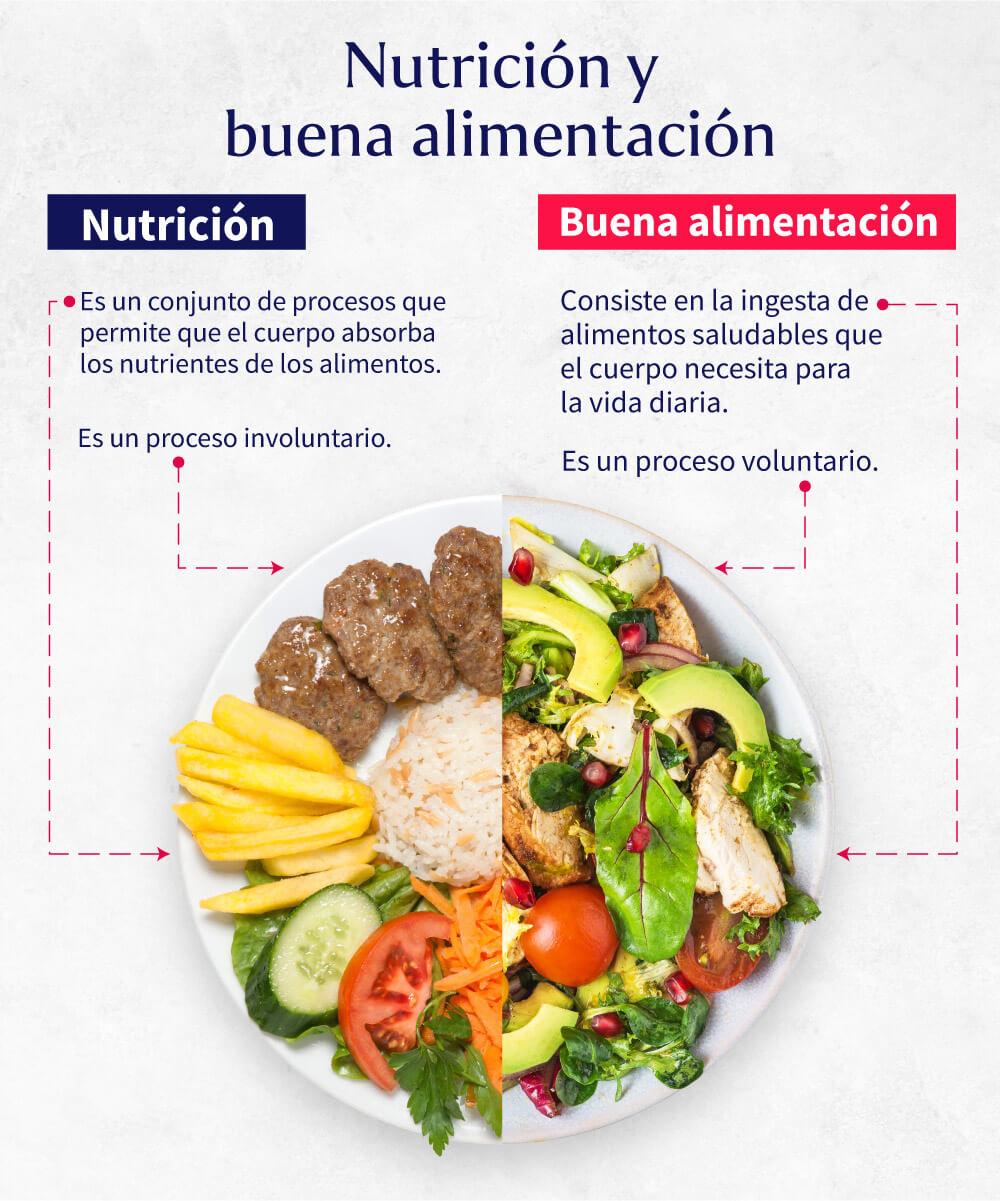 Nutrición y
buena alimentación
Nutrición
Es un conjunto de procesos que
permite que el cuerpo absorba
los nutrientes de los alimentos.
Es un proceso involuntario.
Buena alimentación
Consiste en la ingesta de
alimentos saludables que
el cuerpo necesita para
la vida diaria.
Es un proceso voluntario.